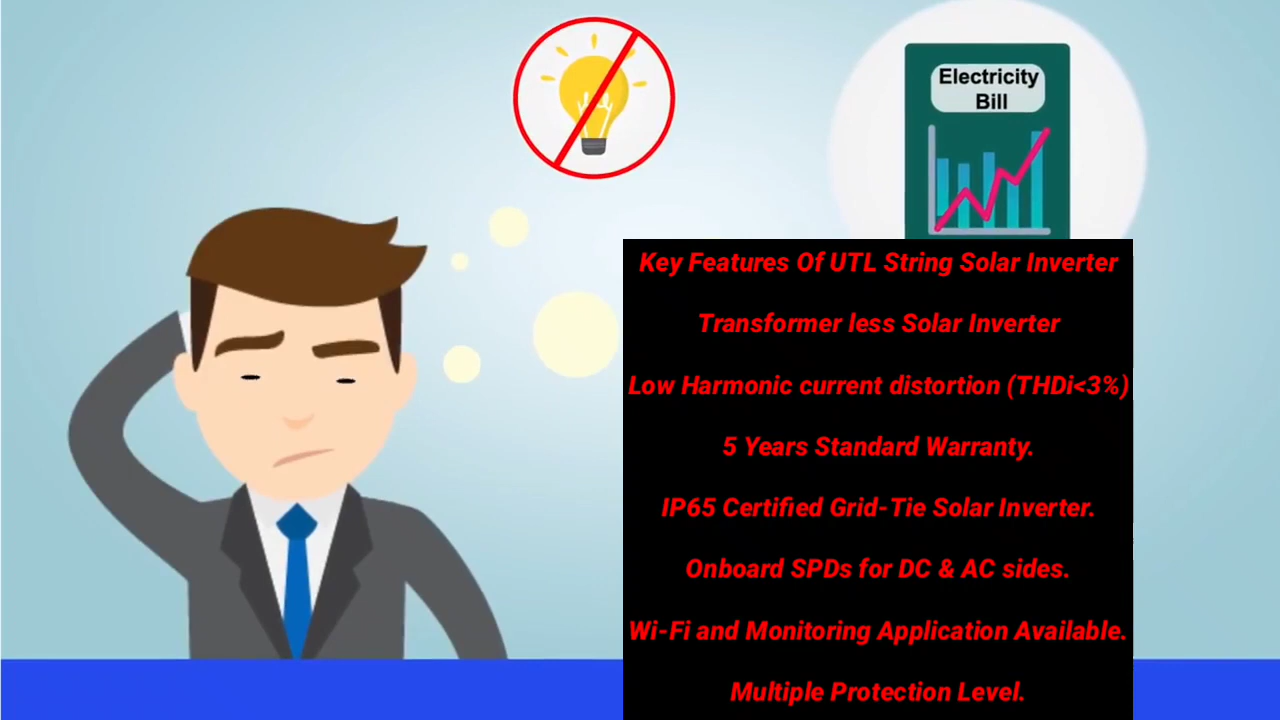 Electricity
Bill
Key Features Of UTL String Solar Inverter
Transformer less Solar Inverter
Low Harmonic current distortion (THDi<3%)
5 Years Standard Warranty.
IP65 Certified Grid-Tie Solar Inverter.
Onboard SPDs for DC & AC sides.
Wi-Fi and Monitoring Application Available.
Multiple Protection Level.